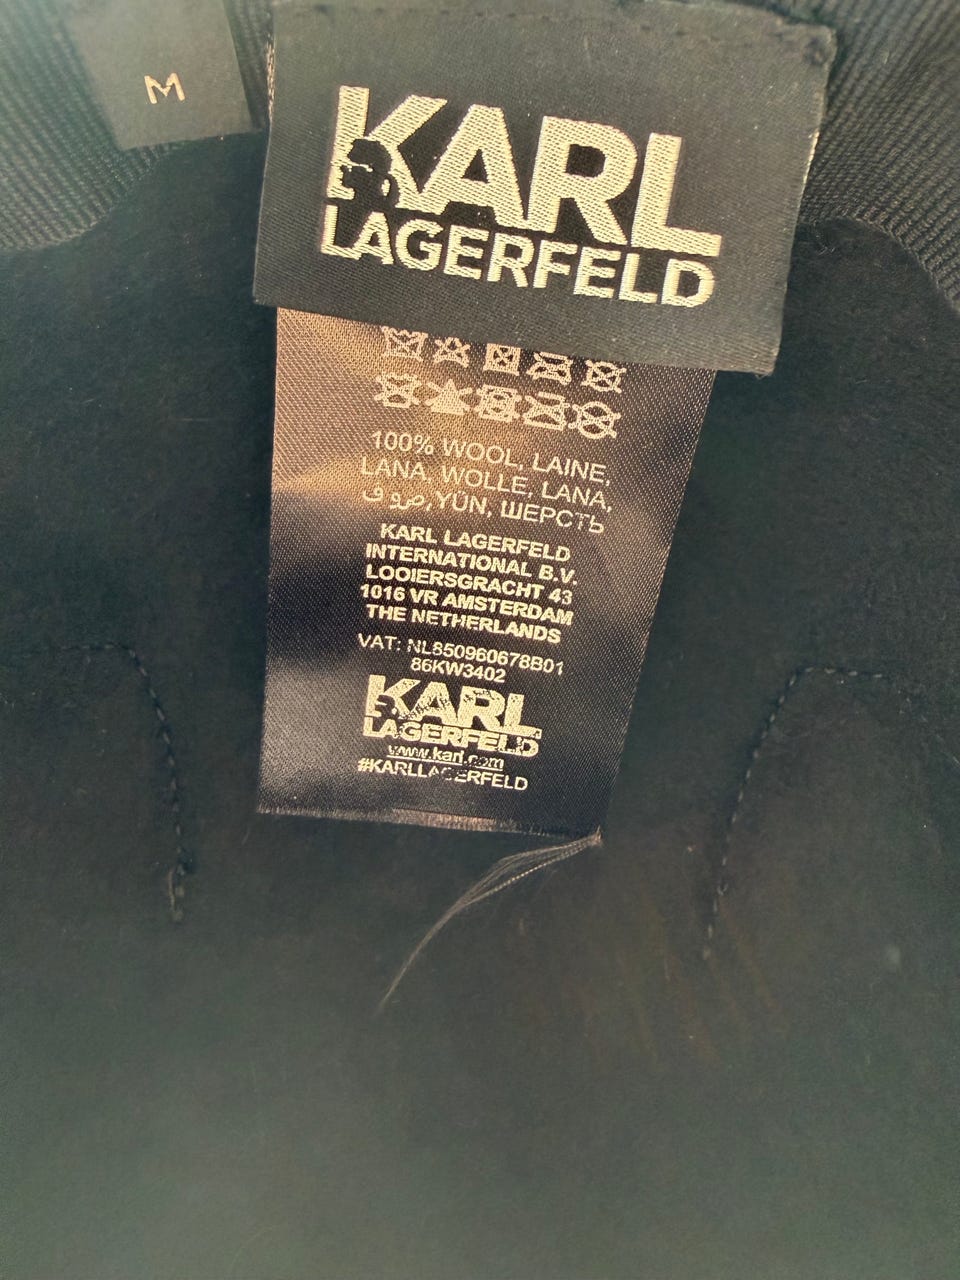 M
KARL
LAGERFELD
100% WOOL, LAINE,
LANA, WOLLE, LANA,
صوف, YÜN, ШЕРСТЬ
KARL LAGERFELD
INTERNATIONAL B.V.
LOOIERSGRACHT 43
1016 VR AMSTERDAM
THE NETHERLANDS
VAT: NL850960678B01
86KW3402
KARL
LAGERFELD
www.karl.com
#KARLLAGERFELD